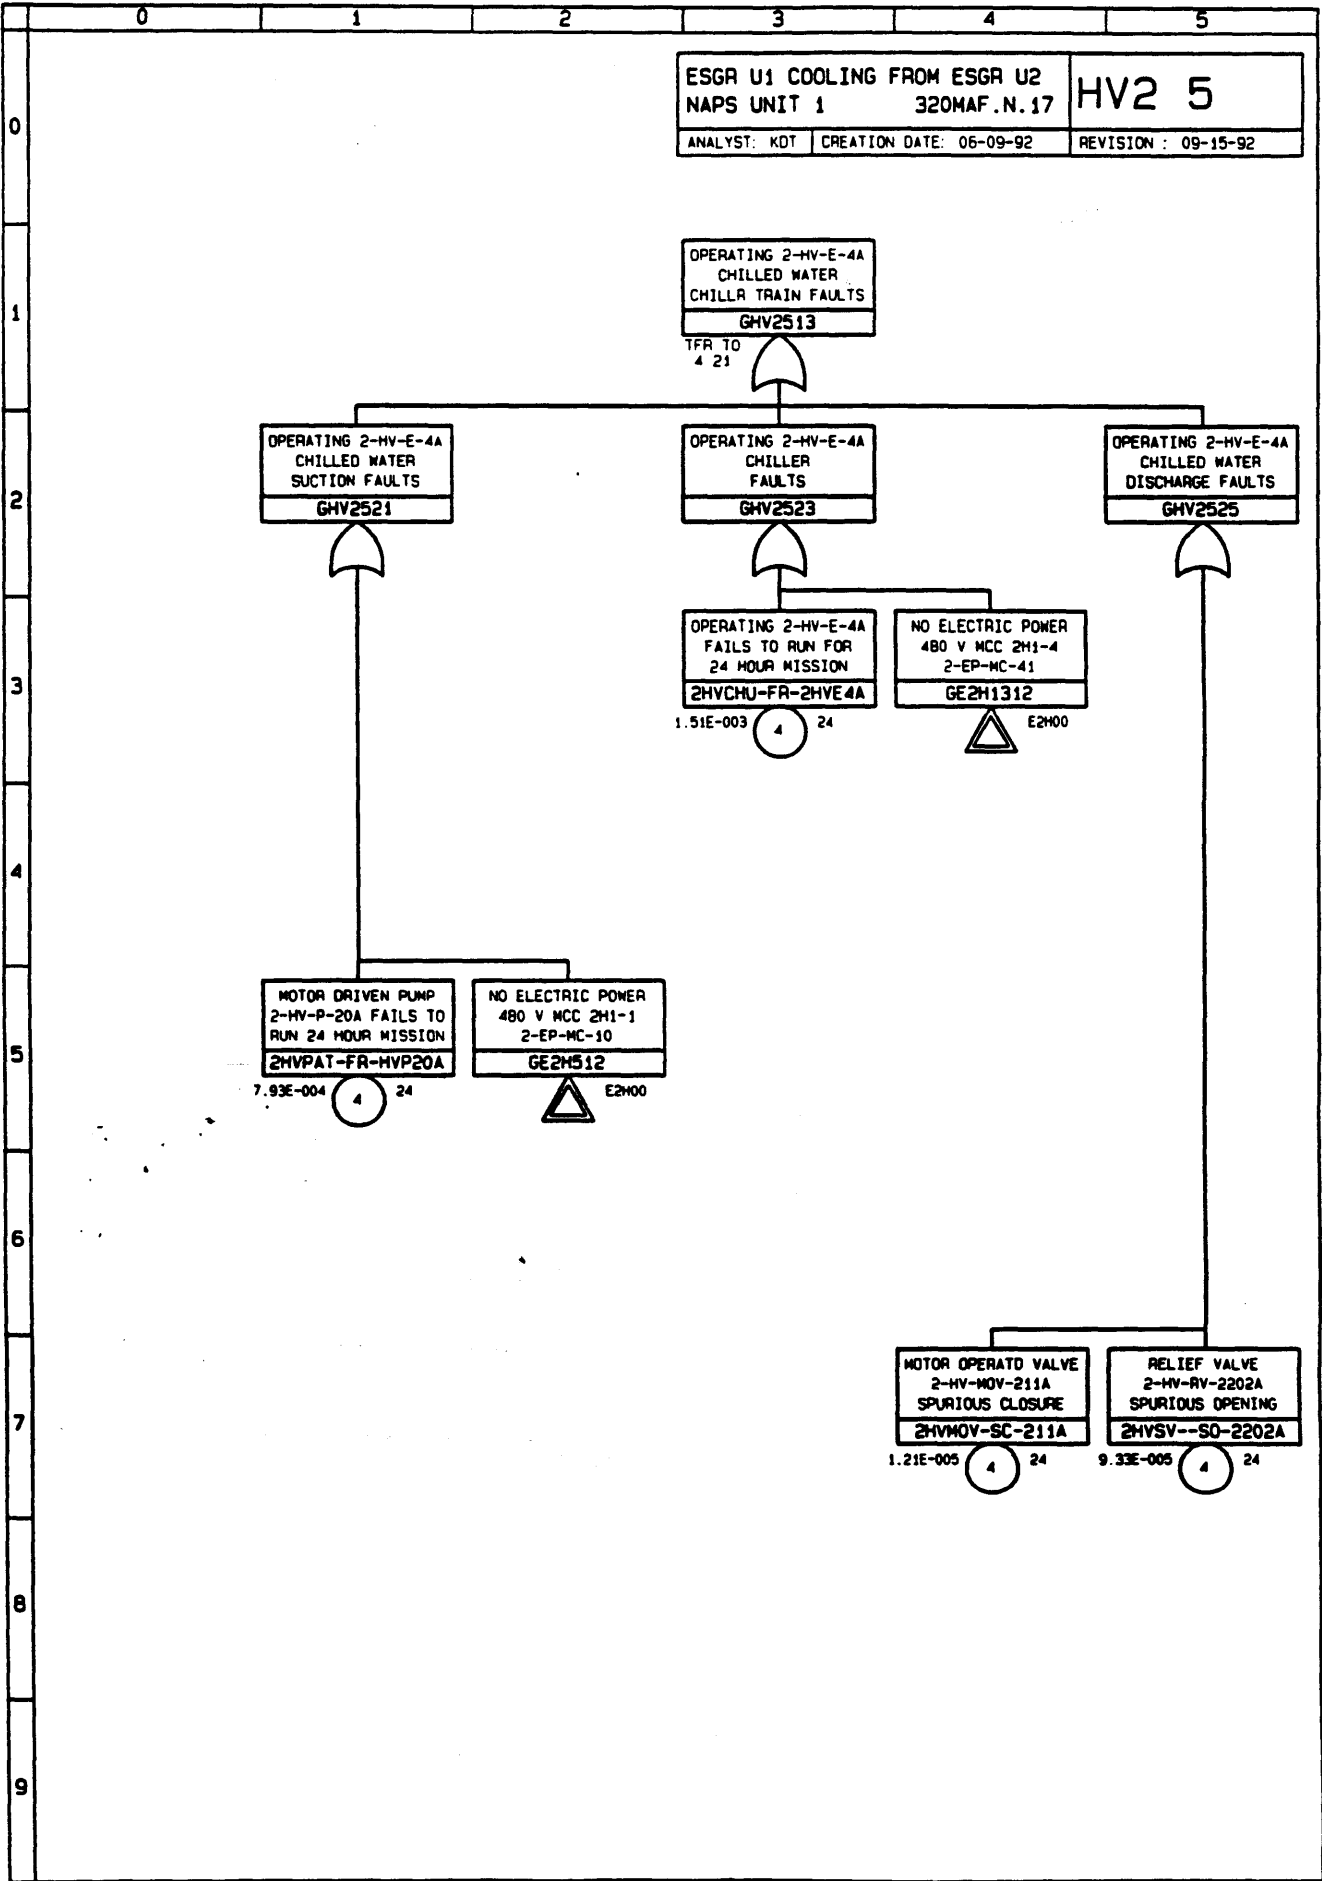 0 1 2 3 4 5
ESGR U1 COOLING FROM ESGR U2
NAPS UNIT 1 320MAF.N.17
HV2 5
ANALYST: KDT CREATION DATE: 06-09-92 REVISION : 09-15-92
0
1
2
3
4
5
6
7
8
9
OPERATING 2-HV-E-4A
CHILLED WATER
CHILLR TRAIN FAULTS
GHV2513
TFR TO
4 21
OPERATING 2-HV-E-4A
CHILLED WATER
SUCTION FAULTS
GHV2521
OPERATING 2-HV-E-4A
CHILLER
FAULTS
GHV2523
OPERATING 2-HV-E-4A
CHILLED WATER
DISCHARGE FAULTS
GHV2525
OPERATING 2-HV-E-4A
FAILS TO RUN FOR
24 HOUR MISSION
2HVCHU-FR-2HVE4A
1.51E-003 4 24
NO ELECTRIC POWER
480 V MCC 2H1-4
2-EP-MC-41
GE2H1312
E2H00
MOTOR DRIVEN PUMP
2-HV-P-20A FAILS TO
RUN 24 HOUR MISSION
2HVPAT-FR-HVP20A
7.93E-004 4 24
NO ELECTRIC POWER
480 V MCC 2H1-1
2-EP-MC-10
GE2H512
E2H00
MOTOR OPERATD VALVE
2-HV-MOV-211A
SPURIOUS CLOSURE
2HVMOV-SC-211A
1.21E-005 4 24
RELIEF VALVE
2-HV-RV-2202A
SPURIOUS OPENING
2HVSV--SO-2202A
9.33E-005 4 24